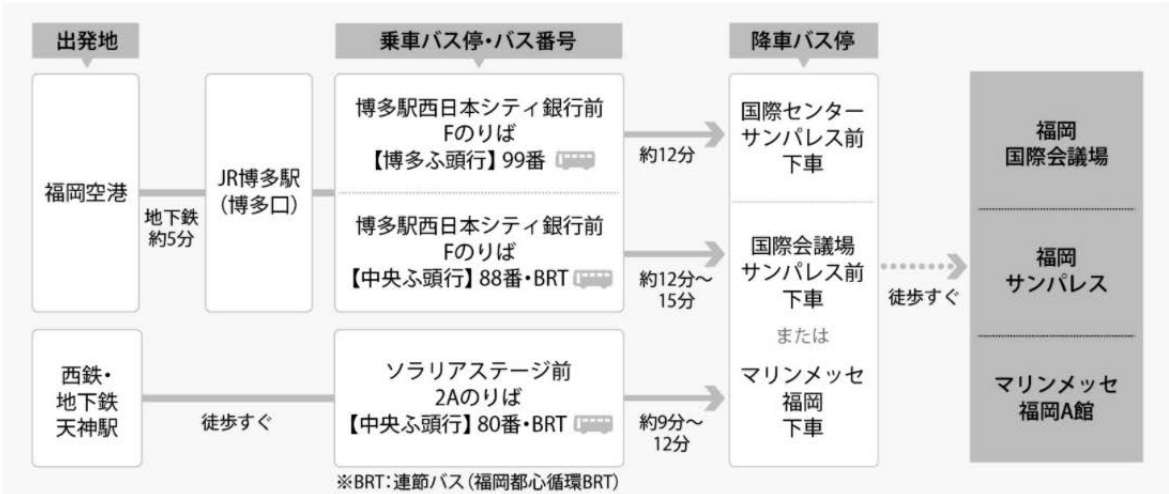 出発地
乗車バス停・バス番号
降車バス停
福岡空港
地下鉄
約5分
JR博多駅
(博多口)
博多駅西日本シティ銀行前
Fのりば
【博多ふ頭行】99番
約12分
国際センター
サンパレス前
下車
博多駅西日本シティ銀行前
Fのりば
【中央ふ頭行】88番・BRT
約12分～
15分
国際会議場
サンパレス前
下車
または
マリンメッセ
福岡
下車
西鉄・
地下鉄
天神駅
徒歩すぐ
ソラリアステージ前
2Aのりば
【中央ふ頭行】80番・BRT
約9分～
12分
徒歩すぐ
福岡
国際会議場
福岡
サンパレス
マリンメッセ
福岡A館
※BRT:連節バス(福岡都心循環BRT)